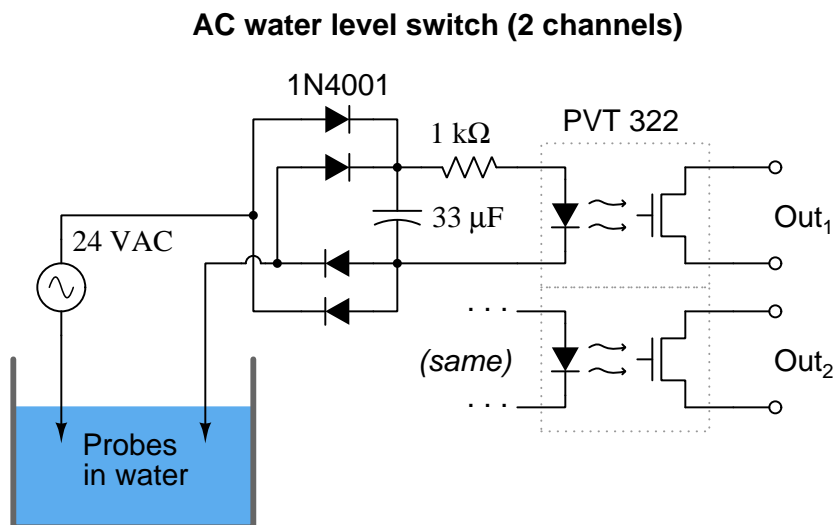 AC water level switch (2 channels)
1N4001
1 kΩ
PVT 322
24 VAC
33 μF
Out1
. . .
(same)
. . .
Out2
Probes
in water